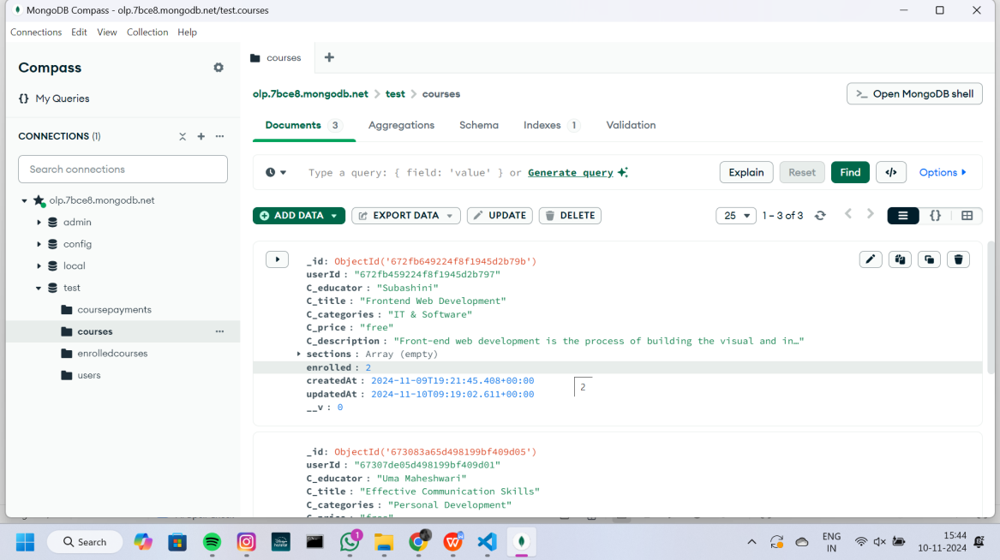 MongoDB Compass - olp.7bce8.mongodb.net/test.courses
Connections Edit View Collection Help
Compass
{} My Queries
CONNECTIONS (1)
Search connections
olp.7bce8.mongodb.net
admin
config
local
test
coursepayments
courses
enrolledcourses
users
courses
olp.7bce8.mongodb.net > test > courses
>_ Open MongoDB shell
Documents 3 Aggregations Schema Indexes 1 Validation
Type a query: { field: 'value' } or Generate query
Explain Reset Find </> Options
ADD DATA EXPORT DATA UPDATE DELETE
25 1 – 3 of 3 {}
_id: ObjectId('672fb649224f8f1945d2b79b')
userId : "672fb459224f8f1945d2b797"
C_educator : "Subashini"
C_title : "Frontend Web Development"
C_categories : "IT & Software"
C_price : "free"
C_description : "Front-end web development is the process of building the visual and in…"
sections : Array (empty)
enrolled : 2
createdAt : 2024-11-09T19:21:45.408+00:00
updatedAt : 2024-11-10T09:19:02.611+00:00
2
__v : 0
_id: ObjectId('673083a65d498199bf409d05')
userId : "67307de05d498199bf409d01"
C_educator : "Uma Maheshwari"
C_title : "Effective Communication Skills"
C_categories : "Personal Development"
C_price : "free"
Search
1
ENG
IN
15:44
10-11-2024